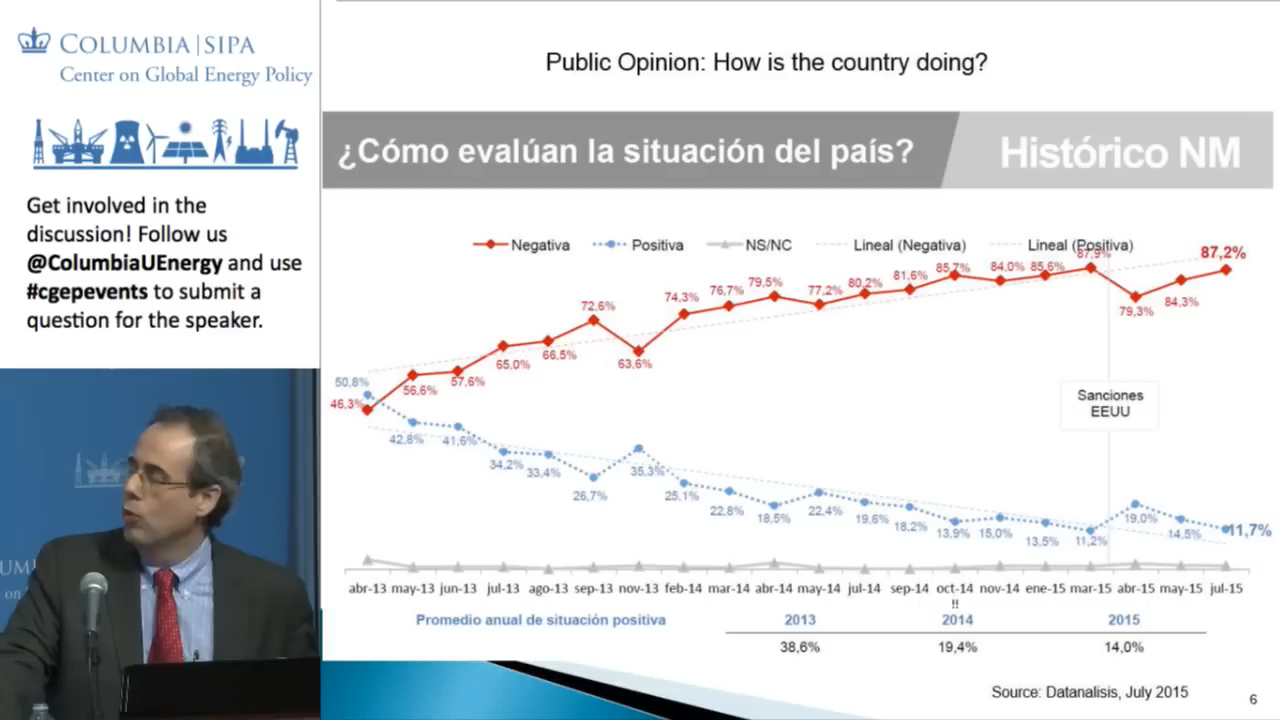 COLUMBIA | SIPA
Center on Global Energy Policy
Get involved in the
discussion! Follow us
@ColumbiaUEnergy and use
#cgepevents to submit a
question for the speaker.
Public Opinion: How is the country doing?
¿Cómo evalúan la situación del país?
Histórico NM
Negativa Positiva NS/NC Lineal (Negativa) Lineal (Positiva)
46,3% 56,6% 57,6% 65,0% 66,5% 72,6% 63,6% 74,3% 76,7% 79,5% 77,2% 80,2% 81,6% 85,7% 84,0% 85,6% 87,9% 79,3% 84,3% 87,2%
Sanciones
EEUU
50,8% 42,8% 41,6% 34,2% 33,4% 26,7% 35,3% 25,1% 22,8% 18,5% 22,4% 19,6% 18,2% 13,9% 15,0% 13,5% 11,2% 19,0% 14,5% 11,7%
abr-13 may-13 jun-13 jul-13 ago-13 sep-13 nov-13 feb-14 mar-14 abr-14 may-14 jul-14 sep-14 oct-14 nov-14 ene-15 mar-15 abr-15 may-15 jul-15
!!
Promedio anual de situación positiva 2013 2014 2015
38,6% 19,4% 14,0%
Source: Datanalisis, July 2015
6